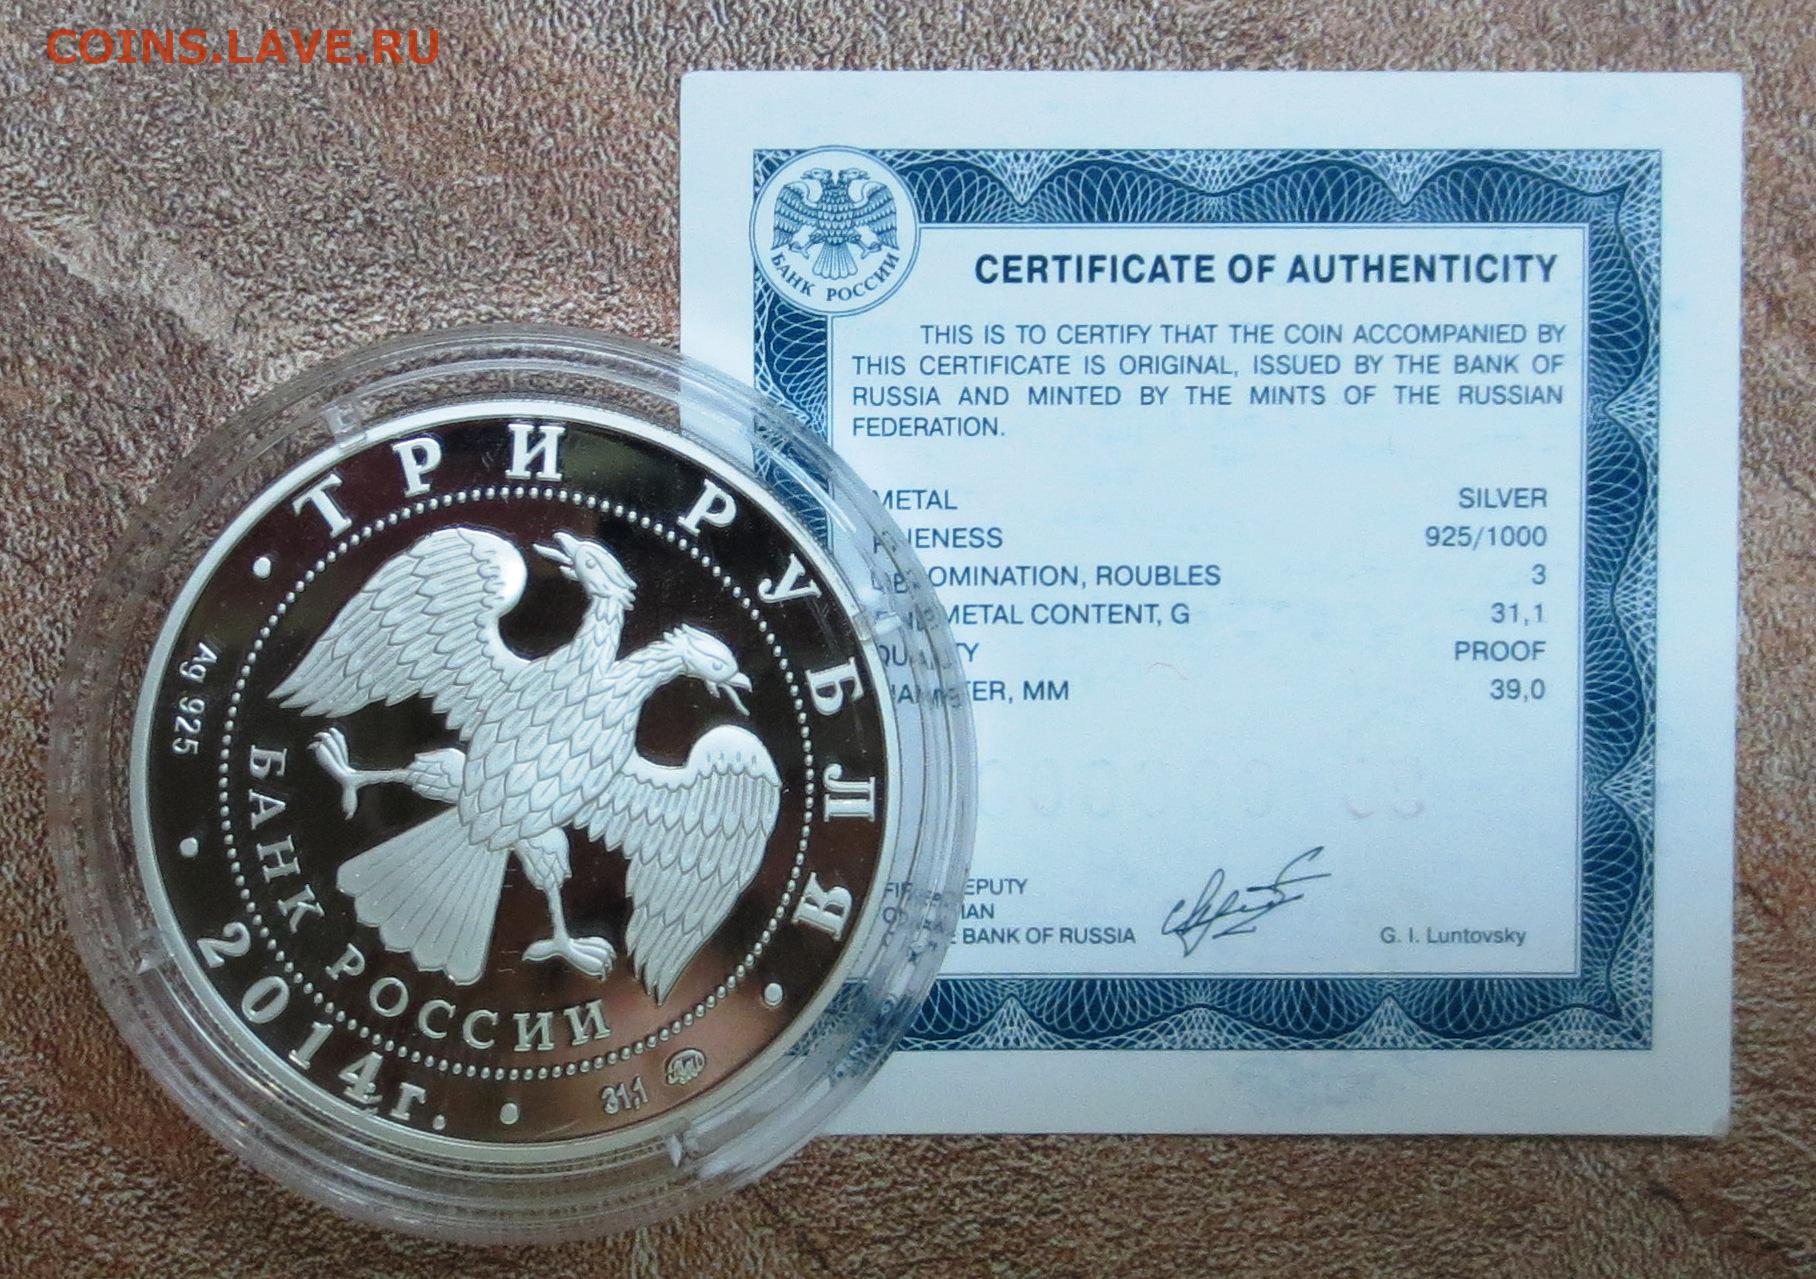 COINS.LAVE.RU
БАНК РОССИИ
CERTIFICATE OF AUTHENTICITY
THIS IS TO CERTIFY THAT THE COIN ACCOMPANIED BY
THIS CERTIFICATE IS ORIGINAL, ISSUED BY THE BANK OF
RUSSIA AND MINTED BY THE MINTS OF THE RUSSIAN
FEDERATION.
METAL SILVER
FINENESS 925/1000
DENOMINATION, ROUBLES 3
METAL CONTENT, G 31,1
QUALITY PROOF
DIAMETER, MM 39,0
DEPUTY
BANK OF RUSSIA G. I. Luntovsky
ТРИ РУБЛЯ
Ag 925
БАНК РОССИИ
2014г.
31,1